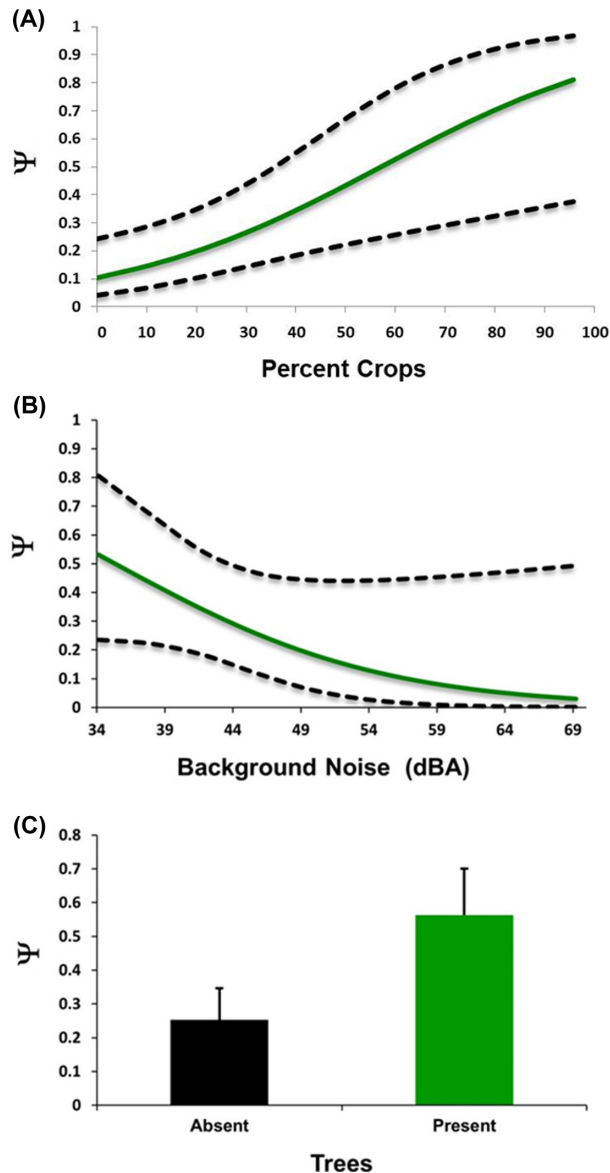 (A)
1
0.9
0.8
0.7
0.6
0.5
0.4
0.3
0.2
0.1
0
Ψ
0 10 20 30 40 50 60 70 80 90 100
Percent Crops
(B)
1
0.9
0.8
0.7
0.6
0.5
0.4
0.3
0.2
0.1
0
Ψ
34 39 44 49 54 59 64 69
Background Noise (dBA)
(C)
0.8
0.7
0.6
0.5
0.4
0.3
0.2
0.1
0
Ψ
Absent Present
Trees